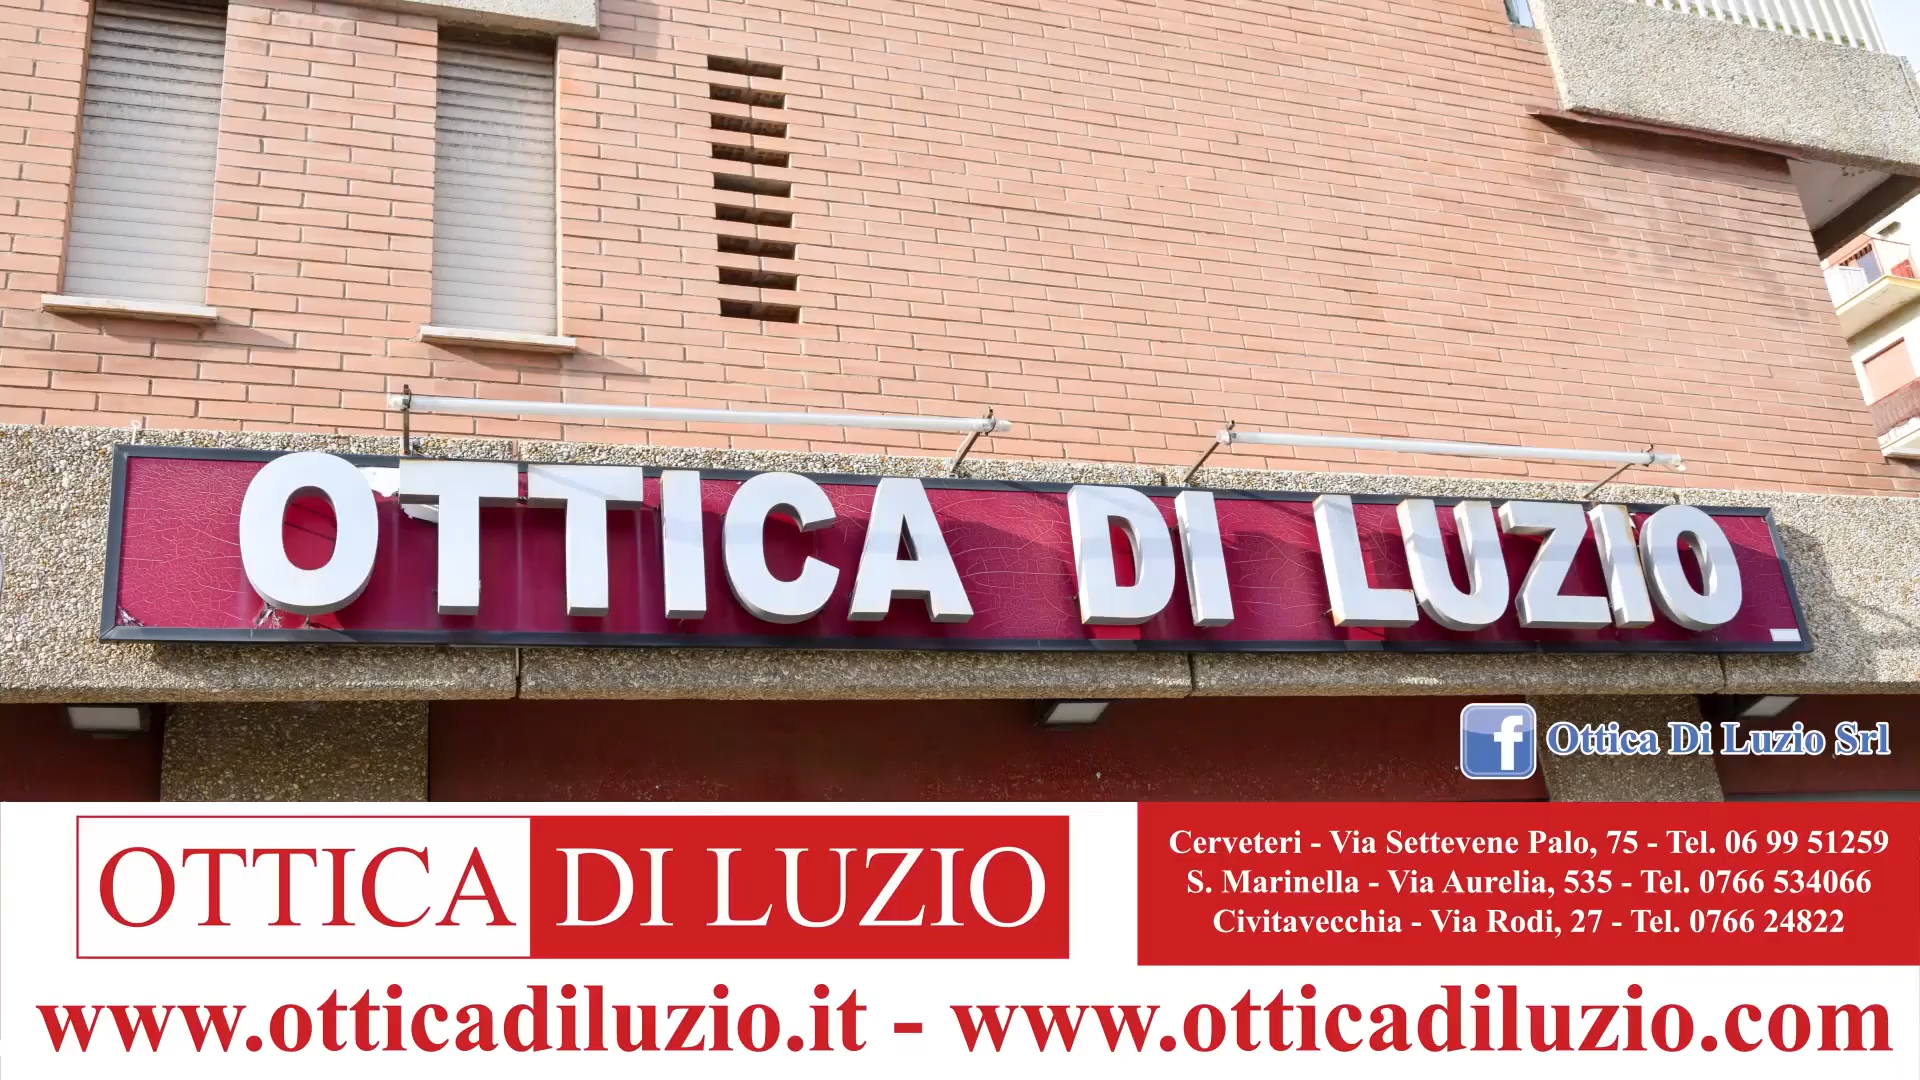 OTTICA DI LUZIO
f Ottica Di Luzio Srl
OTTICA DI LUZIO
Cerveteri - Via Settevene Palo, 75 - Tel. 06 99 51259
S. Marinella - Via Aurelia, 535 - Tel. 0766 534066
Civitavecchia - Via Rodi, 27 - Tel. 0766 24822
www.otticadiluzio.it - www.otticadiluzio.com